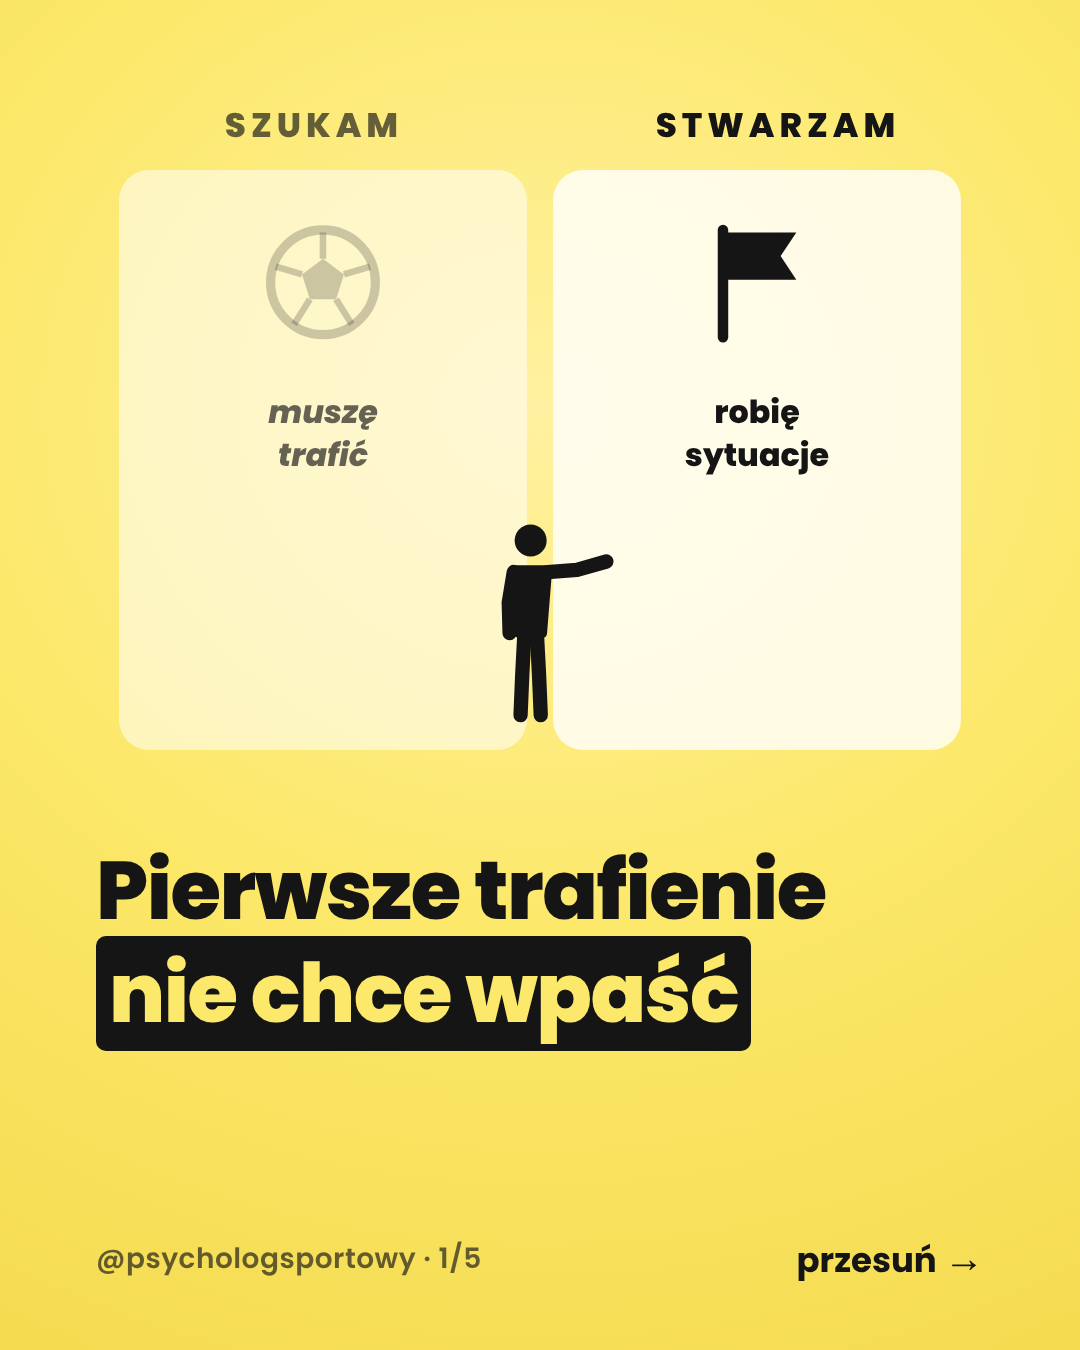 SZUKAM
STWARZAM
muszę
trafić
robię
sytuacje
Pierwsze trafienie
nie chce wpaść
@psychologsportowy · 1/5
przesuń →